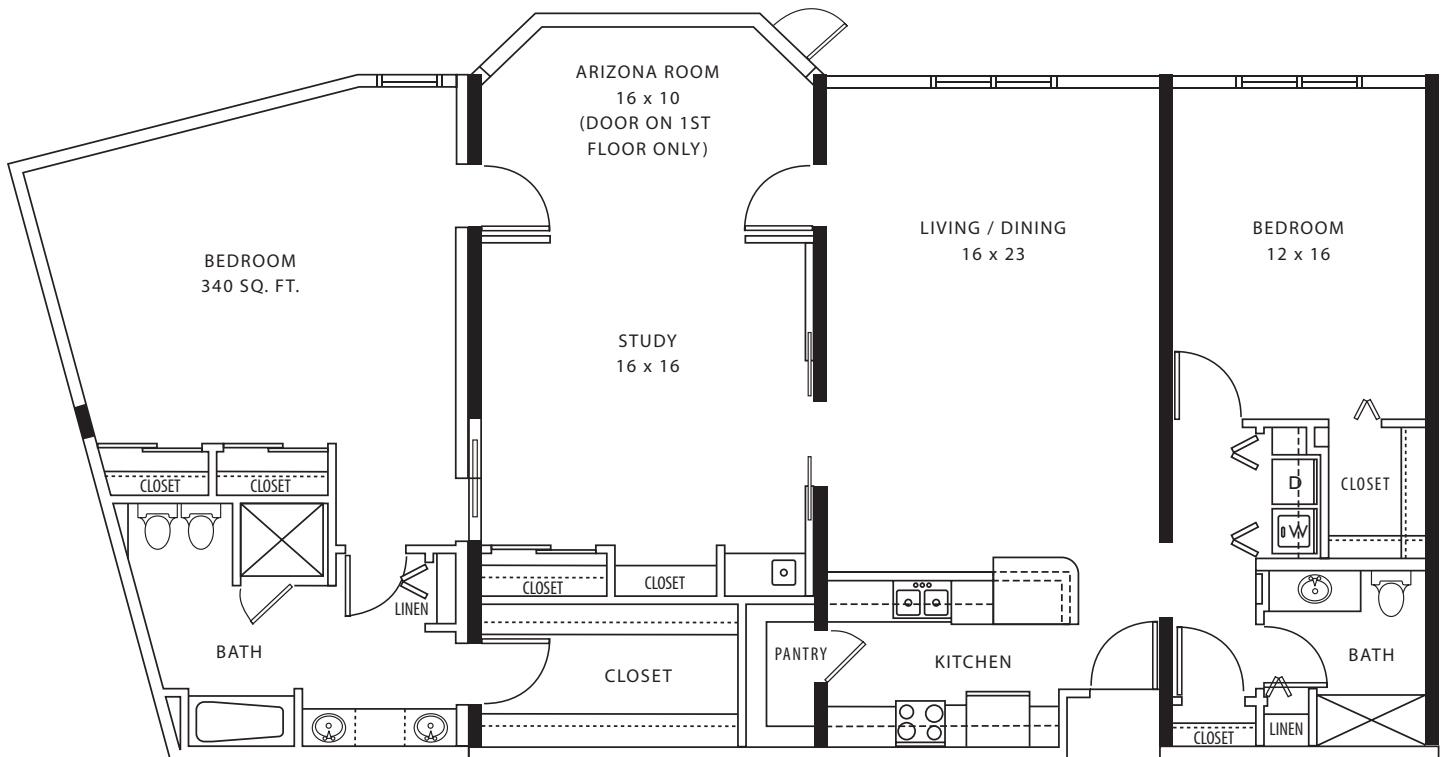 ARIZONA ROOM
16 x 10
(DOOR ON 1ST
FLOOR ONLY)
LIVING / DINING
16 x 23
BEDROOM
12 x 16
BEDROOM
340 SQ. FT.
STUDY
16 x 16
CLOSET
CLOSET
D
CLOSET
W
CLOSET
CLOSET
LINEN
BATH
CLOSET
PANTRY
KITCHEN
BATH
CLOSET
LINEN